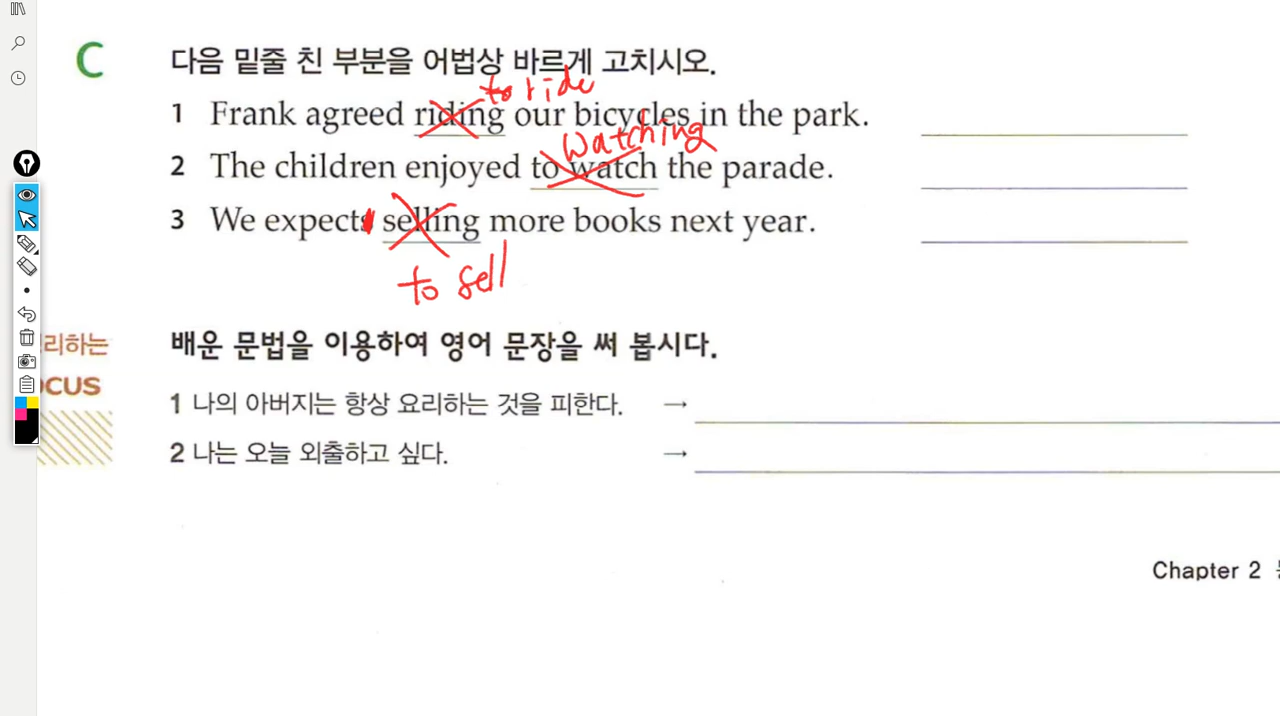 C 다음 밑줄 친 부분을 어법상 바르게 고치시오.
to ride
1 Frank agreed riding our bicycles in the park.
watching
2 The children enjoyed to watch the parade.
3 We expect selling more books next year.
to sell
리하는 배운 문법을 이용하여 영어 문장을 써 봅시다.
OCUS
1 나의 아버지는 항상 요리하는 것을 피한다. →
2 나는 오늘 외출하고 싶다. →
Chapter 2